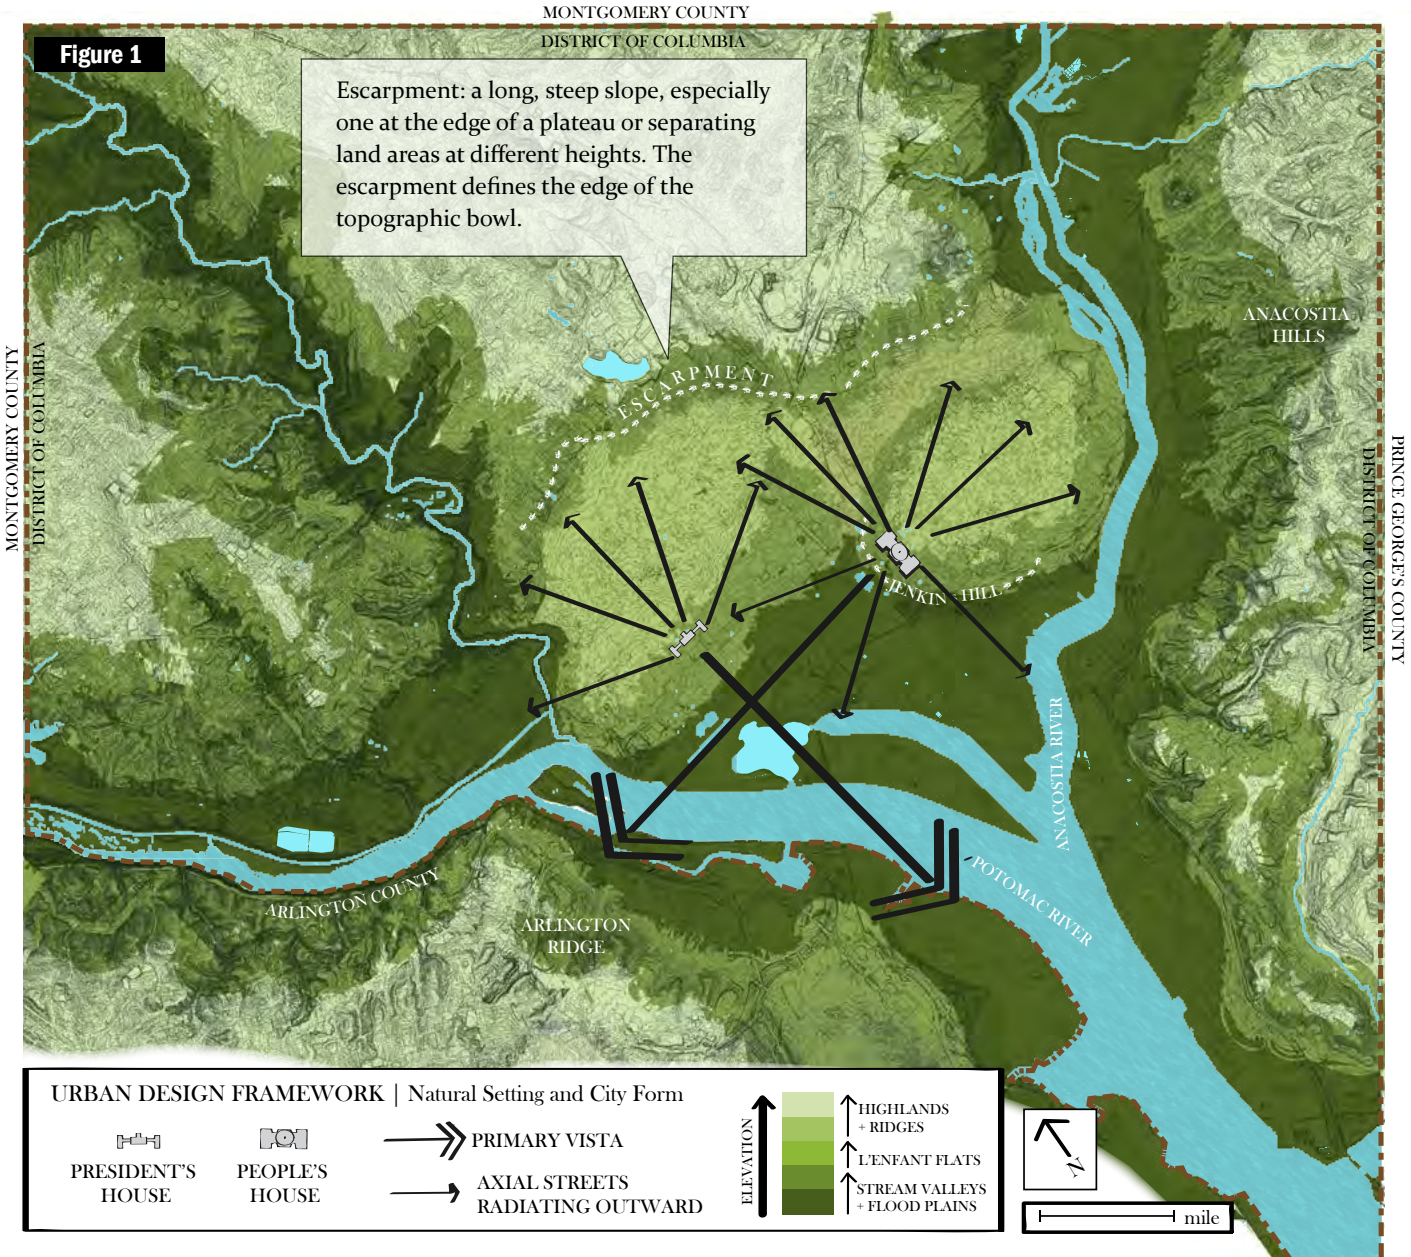 MONTGOMERY COUNTY
DISTRICT OF COLUMBIA
Figure 1
Escarpment: a long, steep slope, especially
one at the edge of a plateau or separating
land areas at different heights. The
escarpment defines the edge of the
topographic bowl.
ANACOSTIA
HILLS
MONTGOMERY COUNTY
DISTRICT OF COLUMBIA
ESCARPMENT
PRINCE GEORGE'S COUNTY
DISTRICT OF COLUMBIA
JENKIN HILL
ANACOSTIA RIVER
POTOMAC RIVER
ARLINGTON COUNTY
ARLINGTON
RIDGE
URBAN DESIGN FRAMEWORK | Natural Setting and City Form
PRESIDENT'S
HOUSE
PEOPLE'S
HOUSE
PRIMARY VISTA
AXIAL STREETS
RADIATING OUTWARD
ELEVATION
HIGHLANDS
+ RIDGES
L'ENFANT FLATS
STREAM VALLEYS
+ FLOOD PLAINS
N
mile